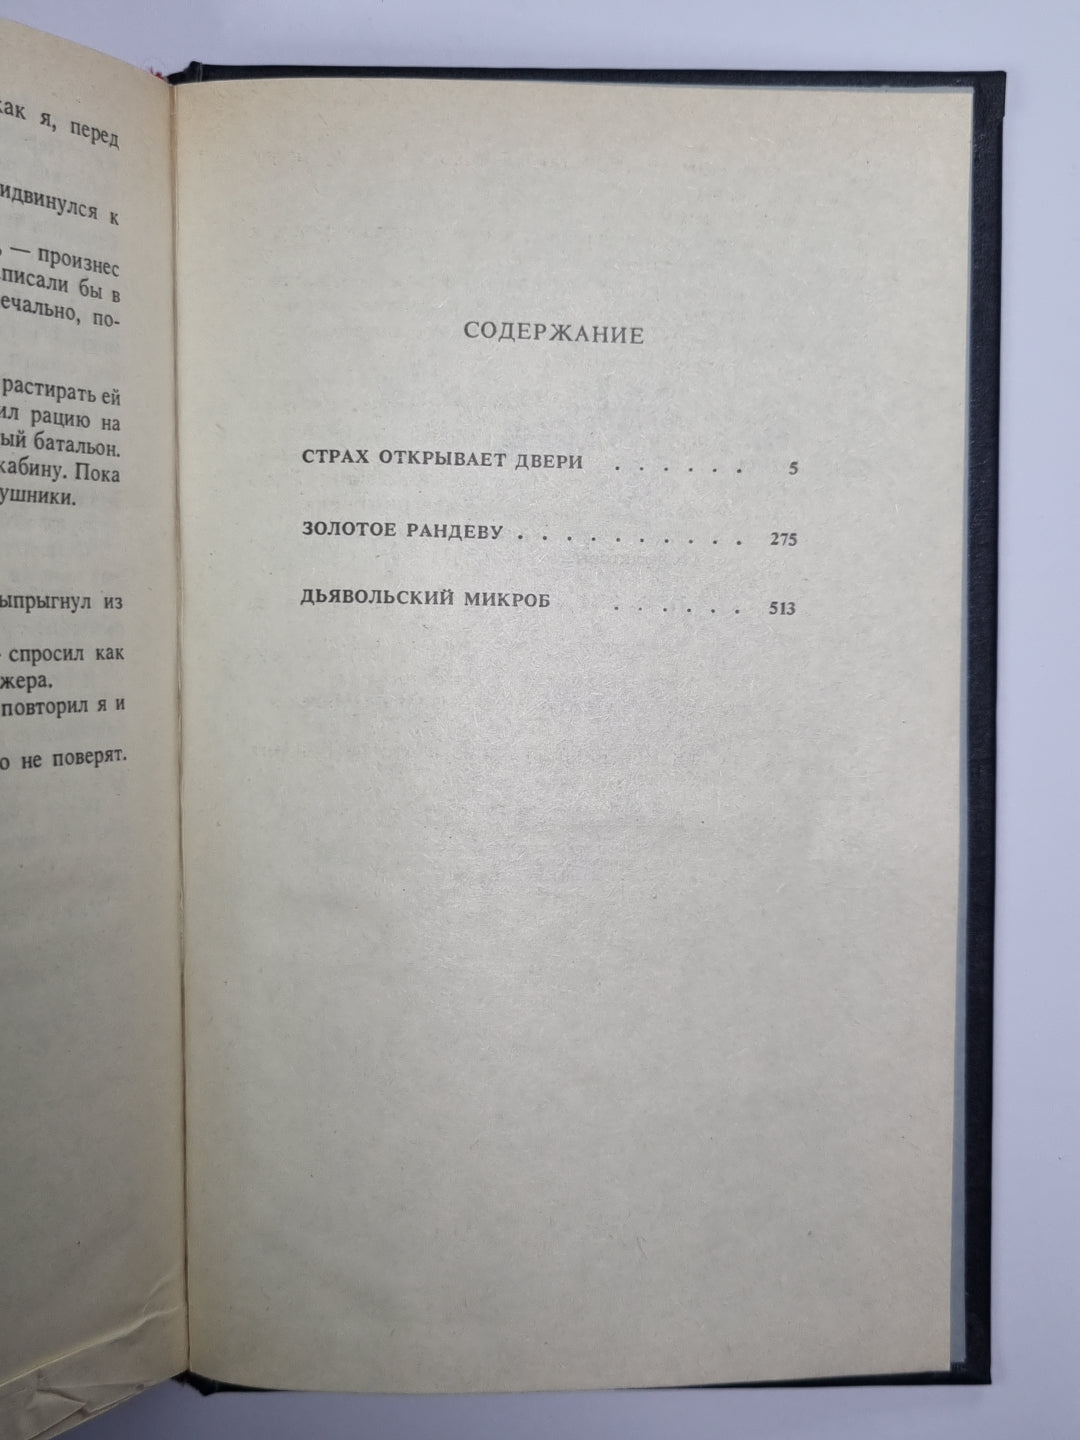 как я, перед
идвинулся к
, — произнес
писали бы в
ечально, по-
растирать ей
ил рацию на
ый батальон.
кабину. Пока
ушники.
ыпрыгнул из
спросил как
жера.
повторил я и
о не поверят.
СОДЕРЖАНИЕ
СТРАХ ОТКРЫВАЕТ ДВЕРИ . . . . . . 5
ЗОЛОТОЕ РАНДЕВУ . . . . . . . . . . 275
ДЬЯВОЛЬСКИЙ МИКРОБ . . . . . . 513